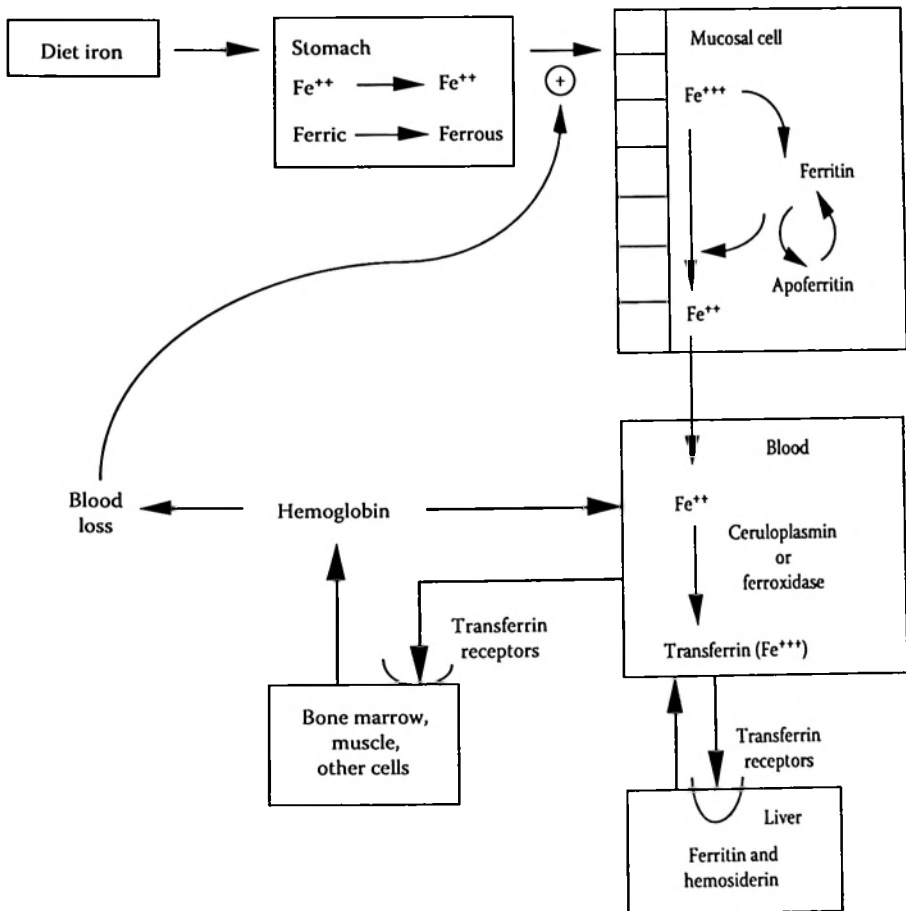 Diet iron
Stomach
Fe⁺⁺ Fe⁺⁺
Ferric Ferrous
+
Mucosal cell
Fe⁺⁺⁺
Ferritin
Apoferritin
Fe⁺⁺
Blood
Fe⁺⁺
Ceruloplasmin
or
ferroxidase
Transferrin (Fe⁺⁺⁺)
Blood
loss
Hemoglobin
Transferrin
receptors
Bone marrow,
muscle,
other cells
Transferrin
receptors
Liver
Ferritin and
hemosiderin